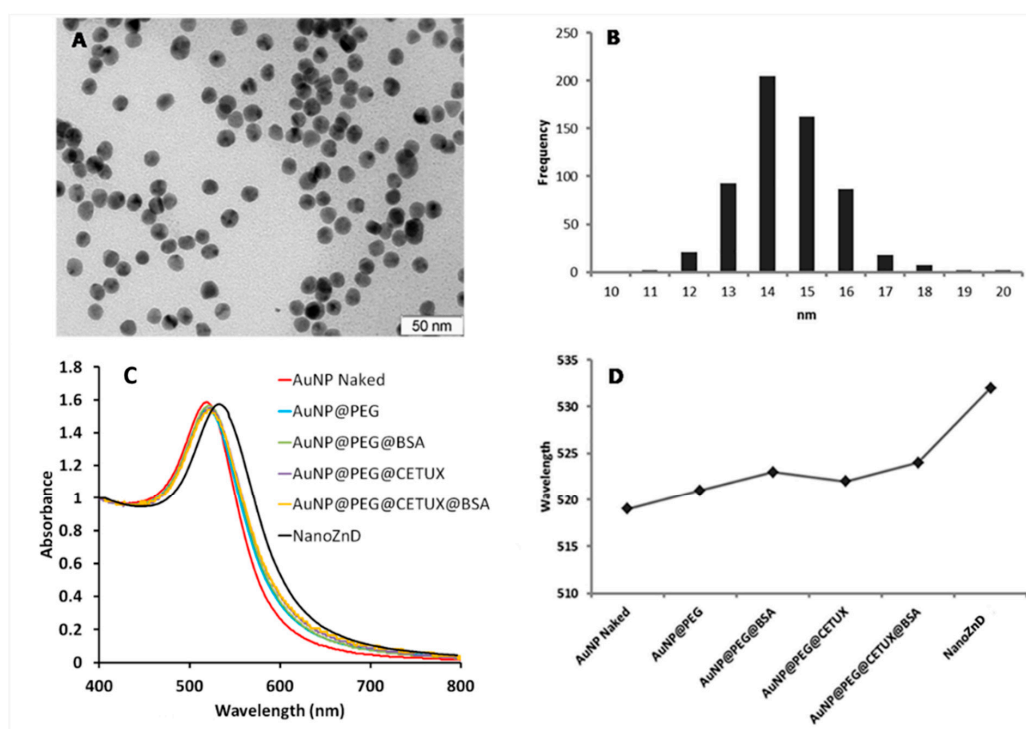 A
50 nm
B
250
200
150
100
50
0
Frequency
10 11 12 13 14 15 16 17 18 19 20
nm
C
1.8
1.6
1.4
1.2
1
0.8
0.6
0.4
0.2
0
Absorbance
AuNP Naked
AuNP@PEG
AuNP@PEG@BSA
AuNP@PEG@CETUX
AuNP@PEG@CETUX@BSA
NanoZnD
400 500 600 700 800
Wavelength (nm)
D
535
530
525
520
515
510
Wavelength
AuNP Naked
AuNP@PEG
AuNP@PEG@BSA
AuNP@PEG@CETUX
AuNP@PEG@CETUX@BSA
NanoZnD